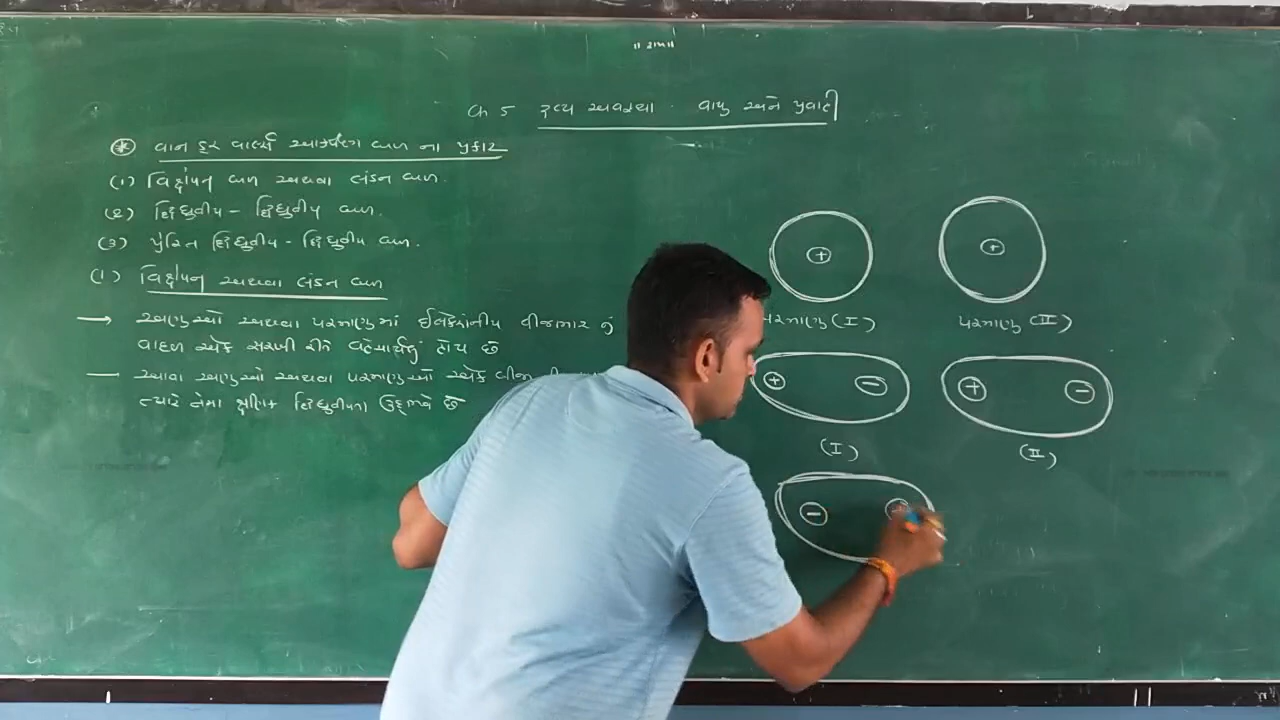 ॥ રામ ॥
Ch 5 દ્રવ્ય અવસ્થા વાયુ અને પ્રવાહી
વાન ડર વાલ્સ આકર્ષણ બળ ના પ્રકાર
(૧) વિક્ષેપન બળ અથવા લંડન બળ.
(૨) દ્વિધ્રુવીય - દ્વિધ્રુવીય બળ.
(૩) પ્રેરિત દ્વિધ્રુવીય - દ્વિધ્રુવીય બળ.
(૧) વિક્ષેપન અથવા લંડન બળ
→ અણુઓ અથવા પરમાણુમાં ઈલેક્ટ્રોનીય વીજભાર નું
વાદળ એક સરખી રીતે વહેંચાયેલું હોય છે
— આવા અણુઓ અથવા પરમાણુઓ એક બીજા
ત્યારે તેમા ક્ષણિક દ્વિધ્રુવીયતા ઉદ્દભવે છે
+ +
પરમાણુ (I) પરમાણુ (II)
+ − + −
(I) (II)
−